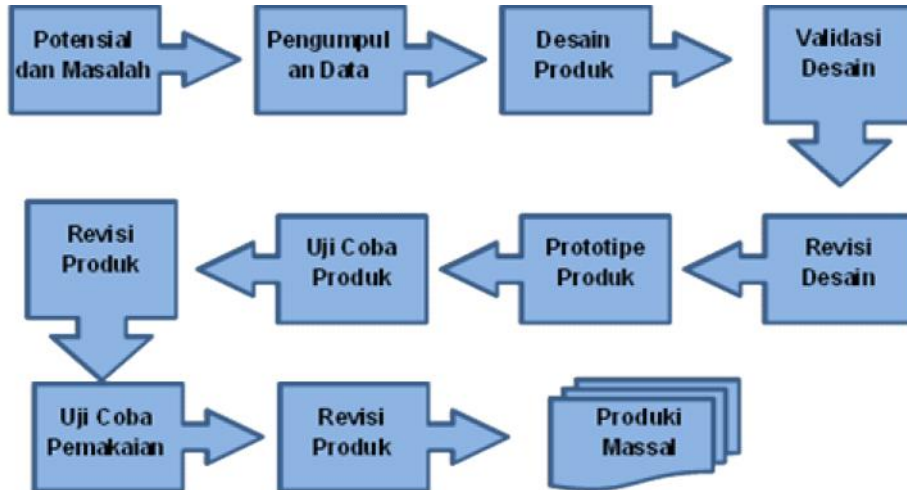 Potensial
dan Masalah
Pengumpul
an Data
Desain
Produk
Validasi
Desain
Revisi
Desain
Prototipe
Produk
Uji Coba
Produk
Revisi
Produk
Uji Coba
Pemakaian
Revisi
Produk
Produki
Massal